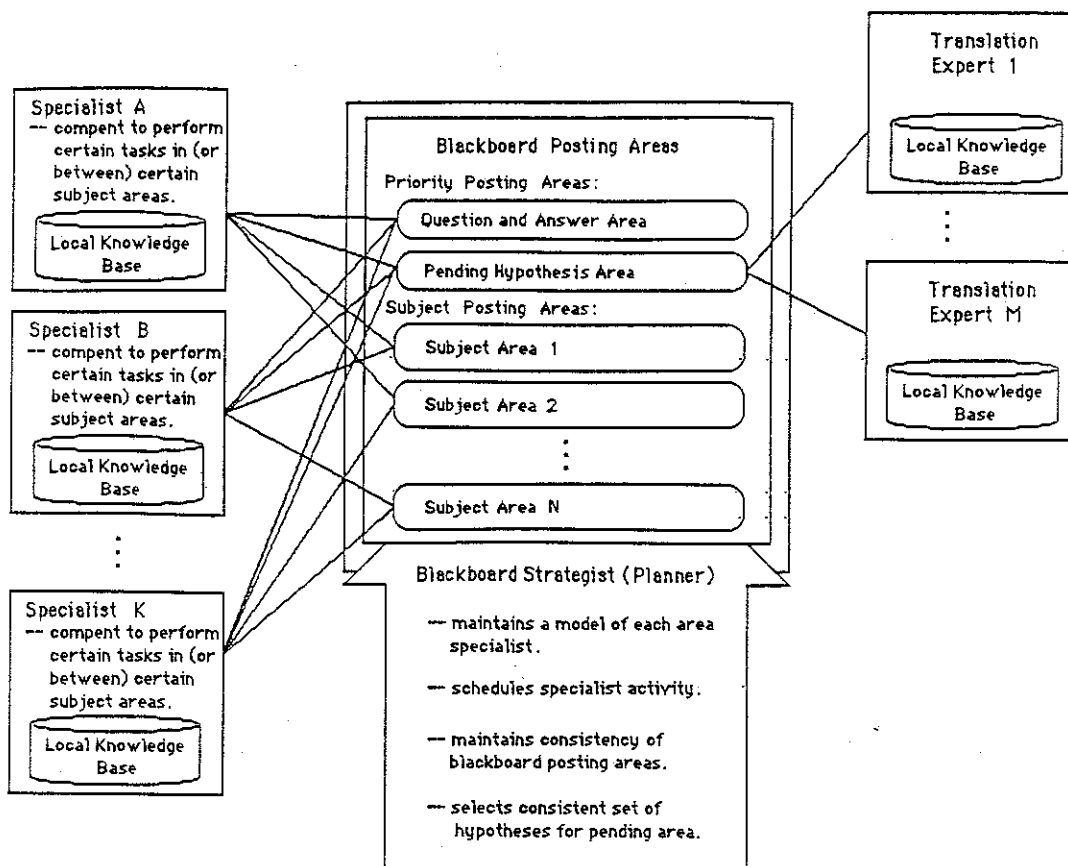 Specialist A
-- compent to perform
certain tasks in (or
between) certain
subject areas.
Local Knowledge
Base
Specialist B
-- compent to perform
certain tasks in (or
between) certain
subject areas.
Local Knowledge
Base
Specialist K
-- compent to perform
certain tasks in (or
between) certain
subject areas.
Local Knowledge
Base
Blackboard Posting Areas
Priority Posting Areas:
Question and Answer Area
Pending Hypothesis Area
Subject Posting Areas:
Subject Area 1
Subject Area 2
Subject Area N
Blackboard Strategist (Planner)
-- maintains a model of each area
specialist.
-- schedules specialist activity.
-- maintains consistency of
blackboard posting areas.
-- selects consistent set of
hypotheses for pending area.
Translation
Expert 1
Local Knowledge
Base
Translation
Expert M
Local Knowledge
Base